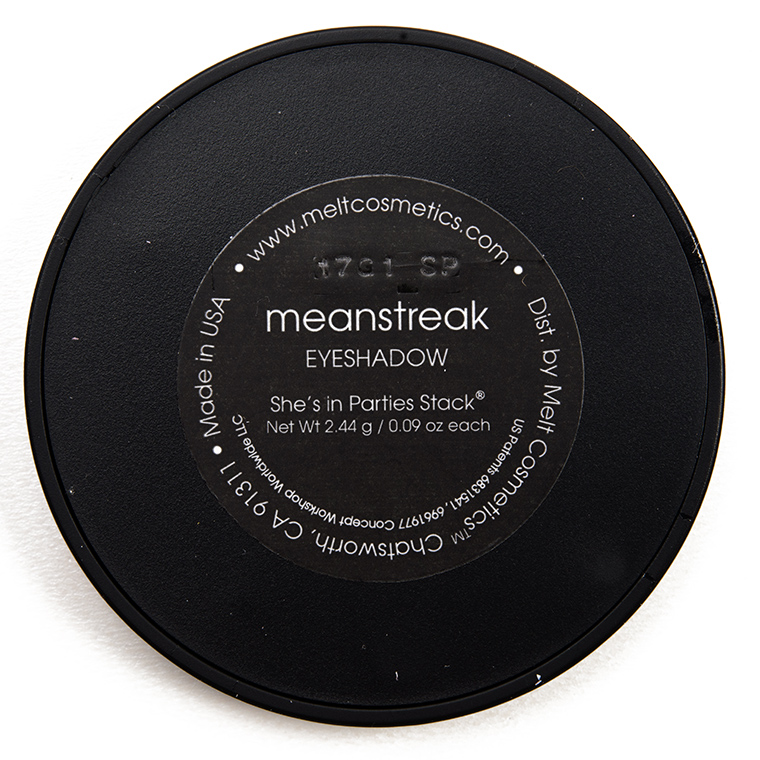 www.meltcosmetics.com
meanstreak
EYESHADOW
She's in Parties Stack®
Net Wt 2.44 g / 0.09 oz each
US Patents 6831541, 6961977 Concept Workshop Worldwide LLC
• Dist. by Melt Cosmetics™ Chatsworth, CA 91311 • Made in USA •